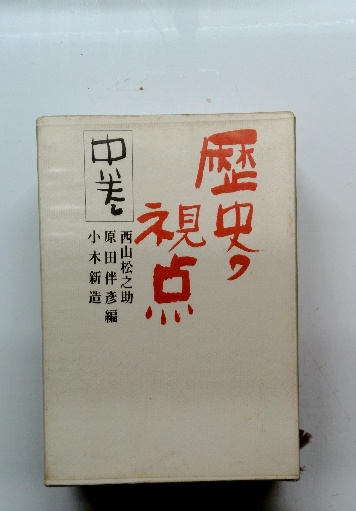 歴史の
視点
中巻
西山松之助
原田伴彦編
小木新造